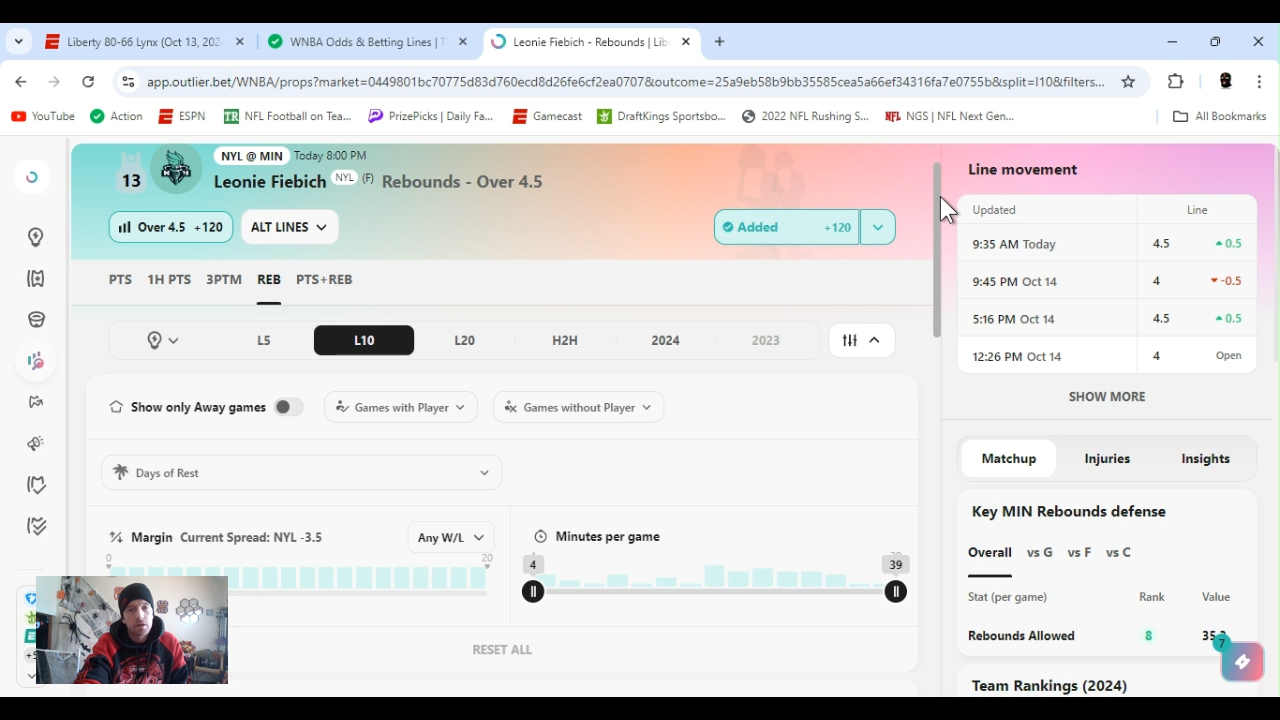 Liberty 80-66 Lynx (Oct 13, 202
WNBA Odds & Betting Lines | T
Leonie Fiebich - Rebounds | Lib
app.outlier.bet/WNBA/props?market=0449801bc70775d83d760ecd8d26fe6cf2ea0707&outcome=25a9eb58b9bb35585cea5a66ef34316fa7e0755b&split=l10&filters...
YouTube
Action
ESPN
NFL Football on Tea...
PrizePicks | Daily Fa...
Gamecast
DraftKings Sportsbo...
2022 NFL Rushing S...
NGS | NFL Next Gen...
All Bookmarks
13
NYL @ MIN Today 8:00 PM
Leonie Fiebich NYL (F) Rebounds - Over 4.5
Over 4.5 +120
ALT LINES
Added +120
PTS 1H PTS 3PTM REB PTS+REB
L5 L10 L20 H2H 2024 2023
Show only Away games
Games with Player
Games without Player
Days of Rest
Margin Current Spread: NYL -3.5
Any W/L
0 20
Minutes per game
4 39
RESET ALL
Line movement
Updated Line
9:35 AM Today 4.5 0.5
9:45 PM Oct 14 4 -0.5
5:16 PM Oct 14 4.5 0.5
12:26 PM Oct 14 4 Open
SHOW MORE
Matchup Injuries Insights
Key MIN Rebounds defense
Overall vs G vs F vs C
Stat (per game) Rank Value
Rebounds Allowed 8
7
Team Rankings (2024)